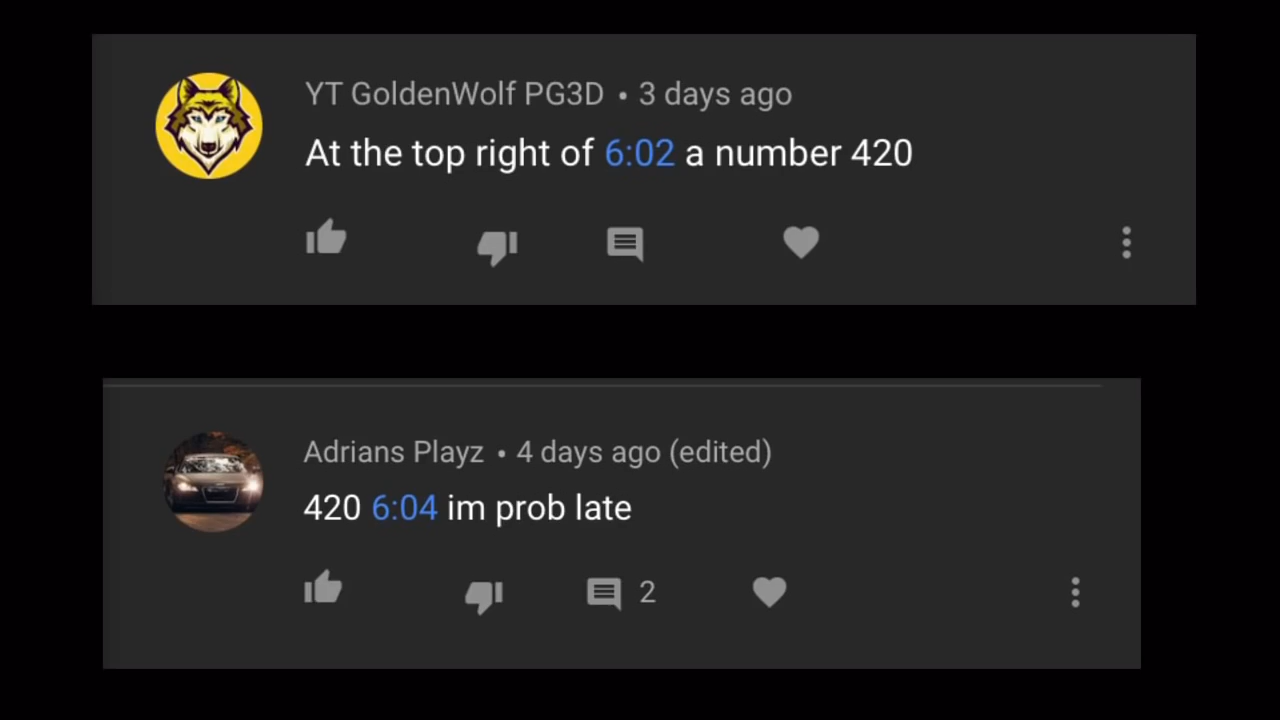 YT GoldenWolf PG3D • 3 days ago
At the top right of 6:02 a number 420
Adrians Playz • 4 days ago (edited)
420 6:04 im prob late
2